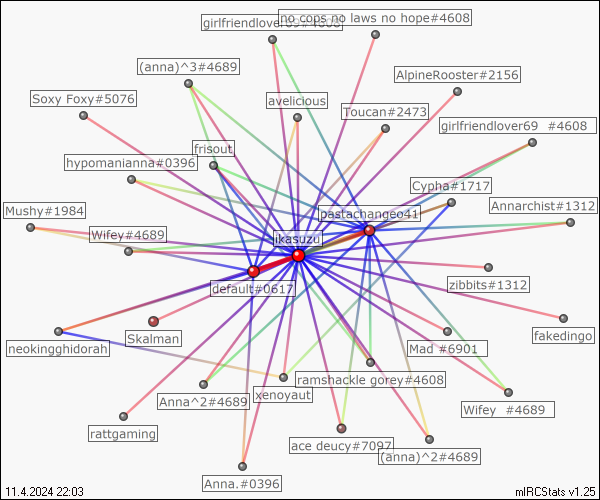 no cops no laws no hope#4608
girlfriendlover69#4608
(anna)^3#4689
AlpineRooster#2156
Soxy Foxy#5076
avelicious
Toucan#2473
girlfriendlover69   #4608
frisout
hypomanianna#0396
Cypha#1717
pastachangeo41
Annarchist#1312
Mushy#1984
Wifey#4689
ikasuzu
zibbits#1312
default#0617
fakedingo
Skalman
neokingghidorah
Mad #6901
ramshackle gorey#4608
xenoyaut
Anna^2#4689
Wifey  #4689
rattgaming
ace deucy#7097
(anna)^2#4689
Anna.#0396
11.4.2024 22:03
mIRCStats v1.25